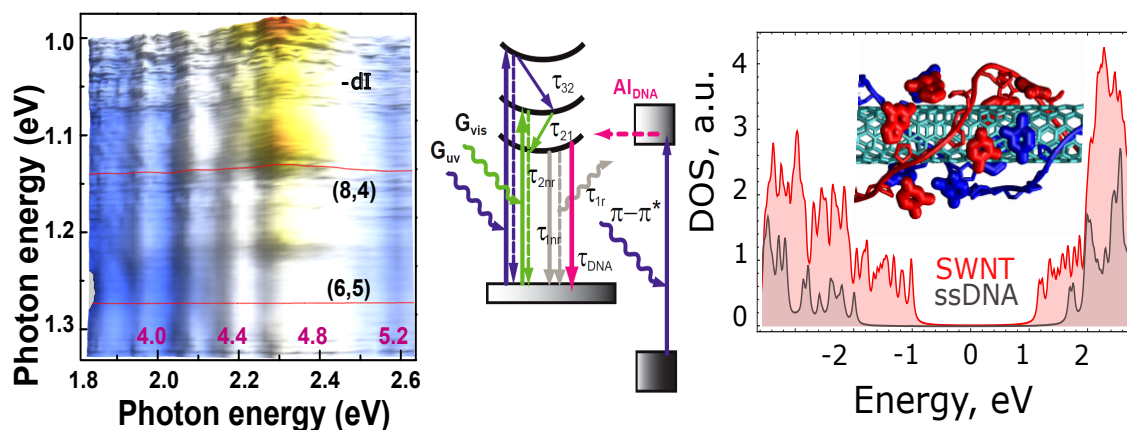 Photon energy (eV)
1.0
1.1
1.2
1.3
-dI
(8,4)
(6,5)
4.0 4.4 4.8 5.2
1.8 2.0 2.2 2.4 2.6
Photon energy (eV)
τ32
AlDNA
Gvis
τ21
Guv
τ2nr
τ1r
π−π*
τ1nr
τDNA
DOS, a.u.
4
3
2
1
0
SWNT
ssDNA
-2 -1 0 1 2
Energy, eV